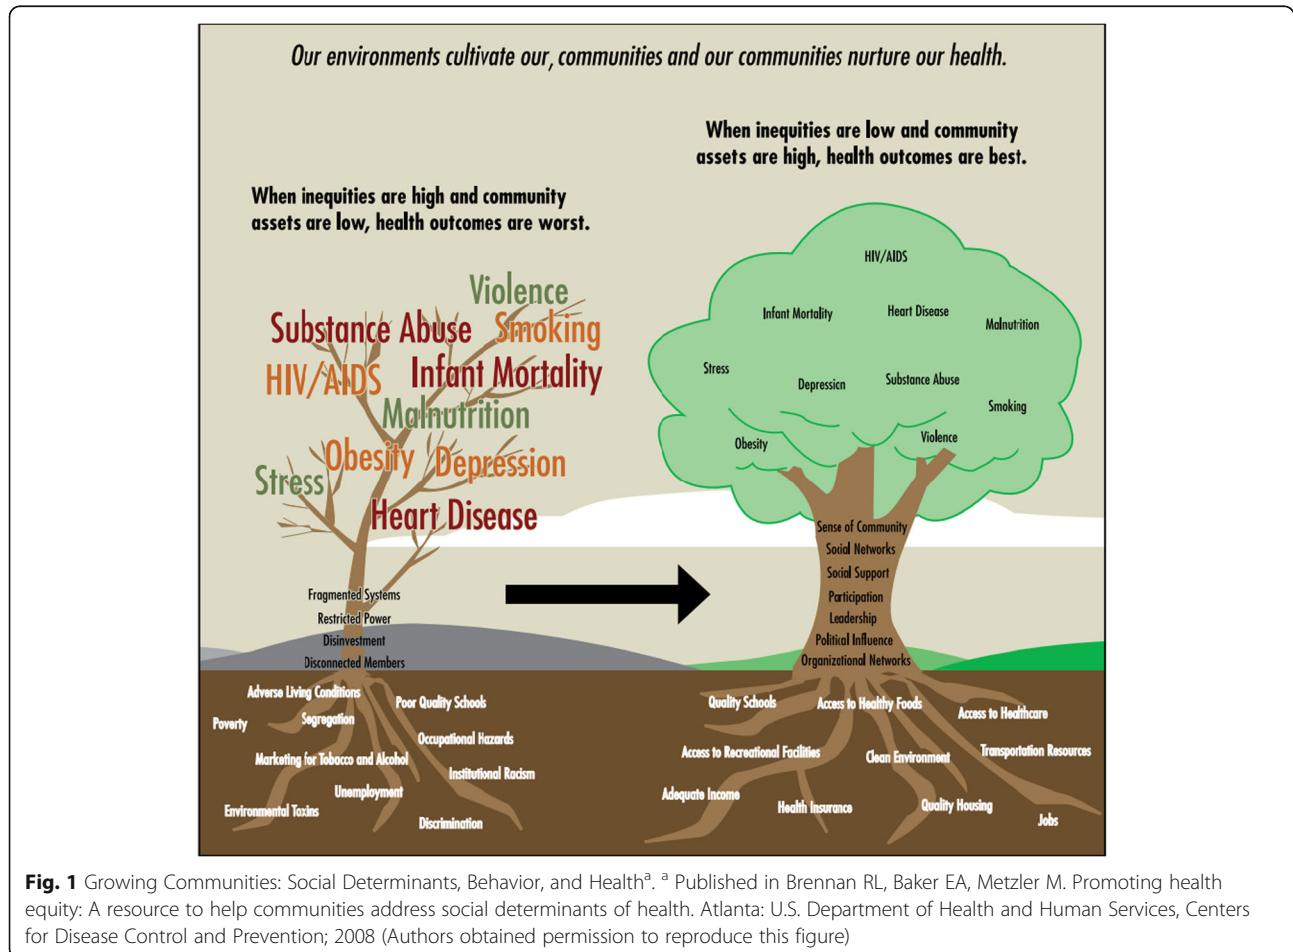 Our environments cultivate our, communities and our communities nurture our health.
When inequities are high and community
assets are low, health outcomes are worst.
Violence
Substance Abuse
Smoking
HIV/AIDS
Infant Mortality
Malnutrition
Obesity
Depression
Stress
Heart Disease
Fragmented Systems
Restricted Power
Disinvestment
Disconnected Members
Adverse Living Conditions
Poor Quality Schools
Poverty
Segregation
Occupational Hazards
Marketing for Tobacco and Alcohol
Institutional Racism
Unemployment
Environmental Toxins
Discrimination
When inequities are low and community
assets are high, health outcomes are best.
HIV/AIDS
Infant Mortality
Heart Disease
Malnutrition
Stress
Depression
Substance Abuse
Smoking
Obesity
Violence
Sense of Community
Social Networks
Social Support
Participation
Leadership
Political Influence
Organizational Networks
Quality Schools
Access to Healthy Foods
Access to Healthcare
Access to Recreational Facilities
Clean Environment
Transportation Resources
Adequate Income
Health Insurance
Quality Housing
Jobs
Fig. 1 Growing Communities: Social Determinants, Behavior, and Healthᵃ. ᵃ Published in Brennan RL, Baker EA, Metzler M. Promoting health
equity: A resource to help communities address social determinants of health. Atlanta: U.S. Department of Health and Human Services, Centers
for Disease Control and Prevention; 2008 (Authors obtained permission to reproduce this figure)